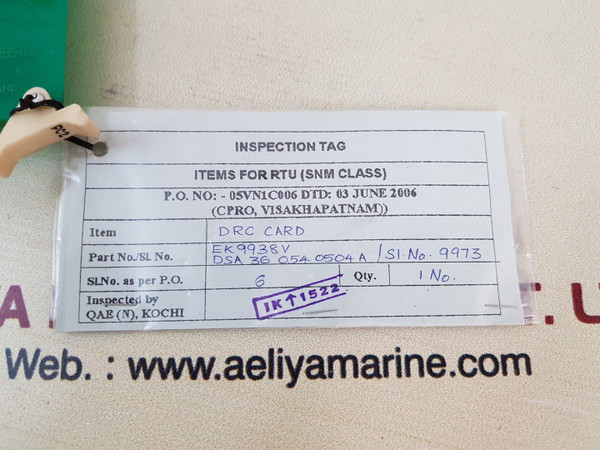 PC2
INSPECTION TAG
ITEMS FOR RTU (SNM CLASS)
P.O. NO: - 05VN1C006 DTD: 03 JUNE 2006
(CPRO, VISAKHAPATNAM))
Item DRC CARD
Part No./SL No. EK9938V
DSA 36 054 0504 A / Sl. No. 9973
Sl.No. as per P.O. 6 Qty. 1 No.
Inspected by
QAE (N), KOCHI
IK↑1522
Web. : www.aeliyamarine.com